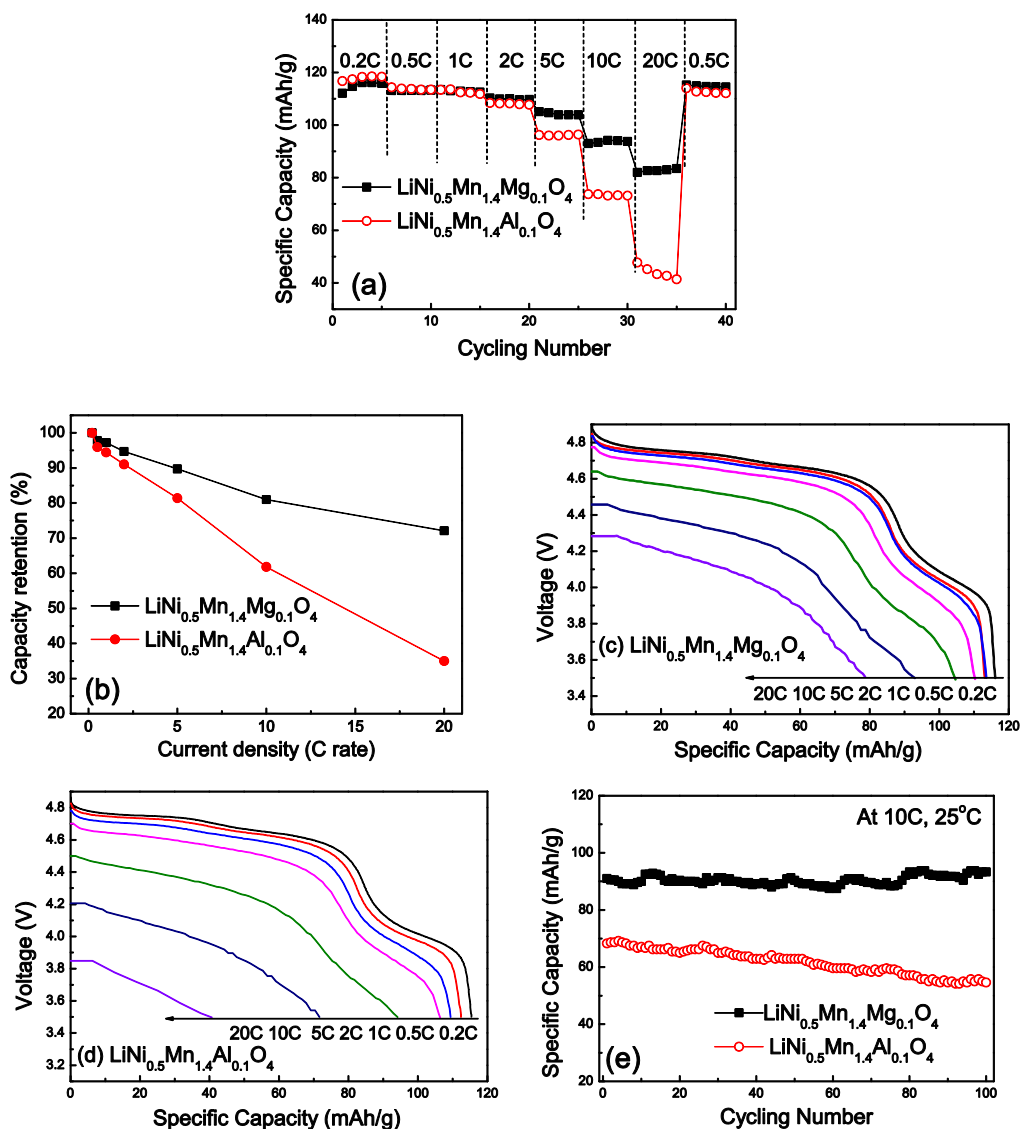 120
100
80
60
40
Specific Capacity (mAh/g)
0.2C 0.5C 1C 2C 5C 10C 20C 0.5C
LiNi0.5Mn1.4Mg0.1O4
LiNi0.5Mn1.4Al0.1O4
(a)
0 10 20 30 40
Cycling Number
100
90
80
70
60
50
40
30
20
Capacity retention (%)
LiNi0.5Mn1.4Mg0.1O4
LiNi0.5Mn1.4Al0.1O4
(b)
0 5 10 15 20
Current density (C rate)
4.8
4.6
4.4
4.2
4.0
3.8
3.6
3.4
Voltage (V)
(c) LiNi0.5Mn1.4Mg0.1O4
20C 10C 5C 2C 1C 0.5C 0.2C
0 20 40 60 80 100 120
Specific Capacity (mAh/g)
4.8
4.6
4.4
4.2
4.0
3.8
3.6
3.4
3.2
Voltage (V)
20C 10C 5C 2C 1C 0.5C 0.2C
(d) LiNi0.5Mn1.4Al0.1O4
0 20 40 60 80 100 120
Specific Capacity (mAh/g)
120
100
80
60
40
20
Specific Capacity (mAh/g)
At 10C, 25°C
LiNi0.5Mn1.4Mg0.1O4
LiNi0.5Mn1.4Al0.1O4
(e)
0 20 40 60 80 100
Cycling Number